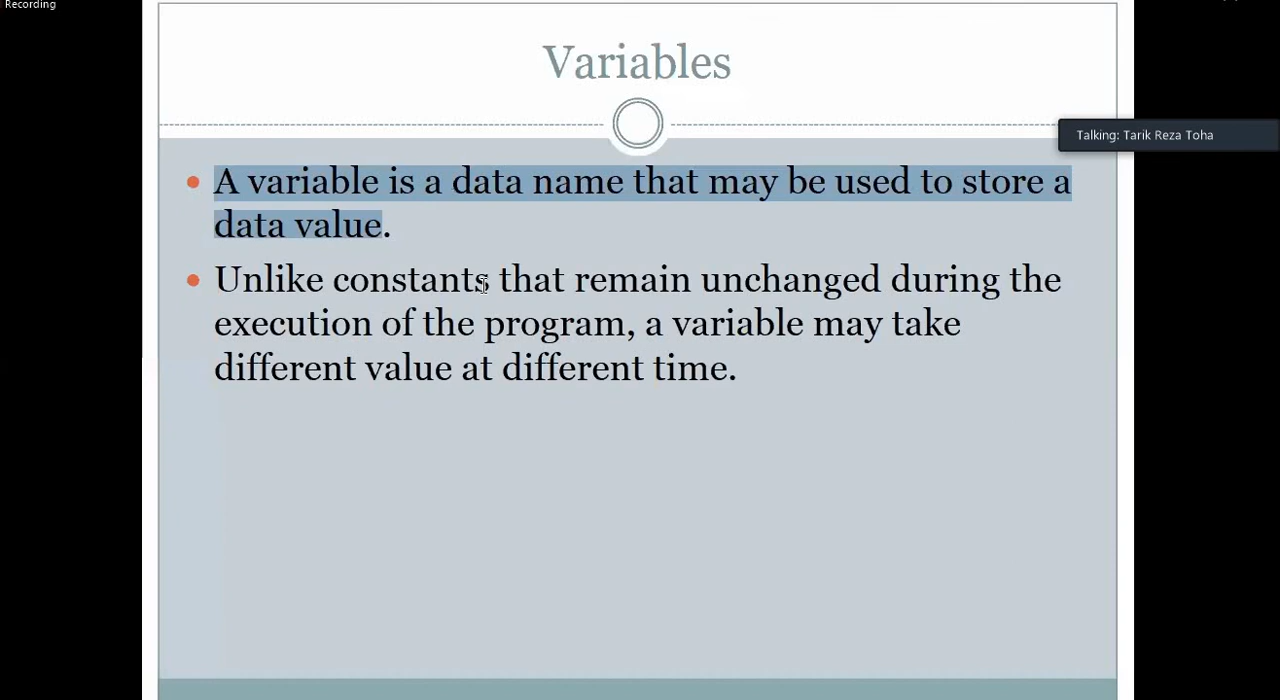 Recording
Variables
Talking: Tarik Reza Toha
A variable is a data name that may be used to store a
data value.
Unlike constants that remain unchanged during the
execution of the program, a variable may take
different value at different time.